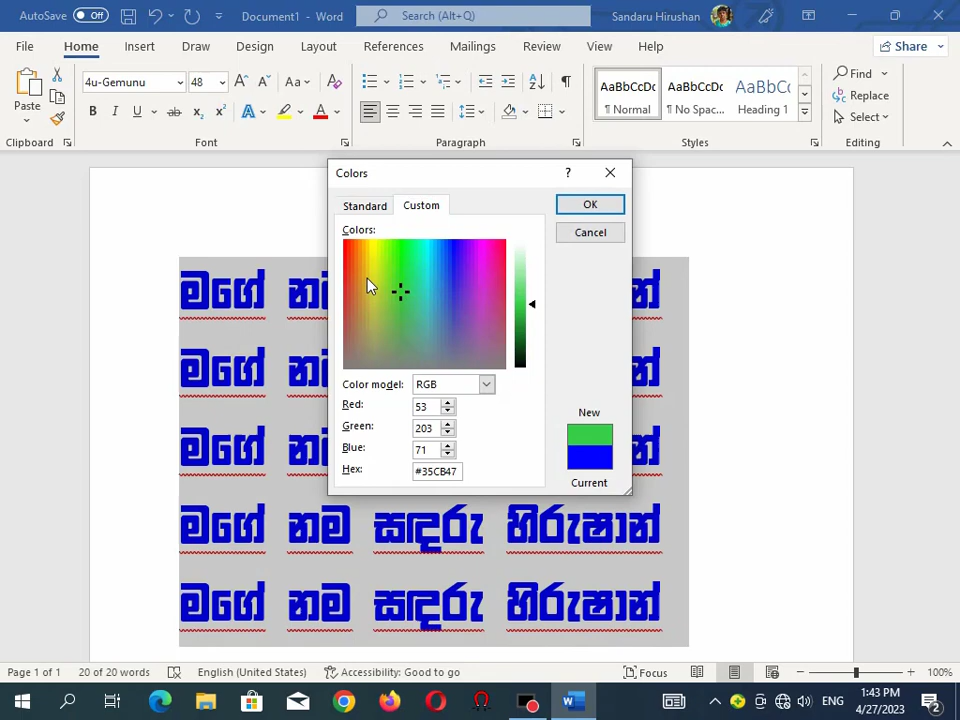 AutoSave Off Document1 - Word Search (Alt+Q) Sandaru Hirushan
File Home Insert Draw Design Layout References Mailings Review View Help Share
Paste 4u-Gemunu 48 AaBbCcDc AaBbCcDc AaBbCc Find
Replace
¶ Normal ¶ No Spac... Heading 1 Select
Clipboard Font Paragraph Styles Editing
Colors ? 
Standard Custom OK
Colors: Cancel
මගේ
මගේ
මගේ
මගේ නම සඳරු හිරුෂාන්
මගේ නම සඳරු හිරුෂාන්
Color model: RGB
Red: 53
Green: 203
Blue: 71
Hex: #35CB47
New
Current
Page 1 of 1 20 of 20 words English (United States) Accessibility: Good to go Focus 100%
ENG 1:43 PM
4/27/2023 2